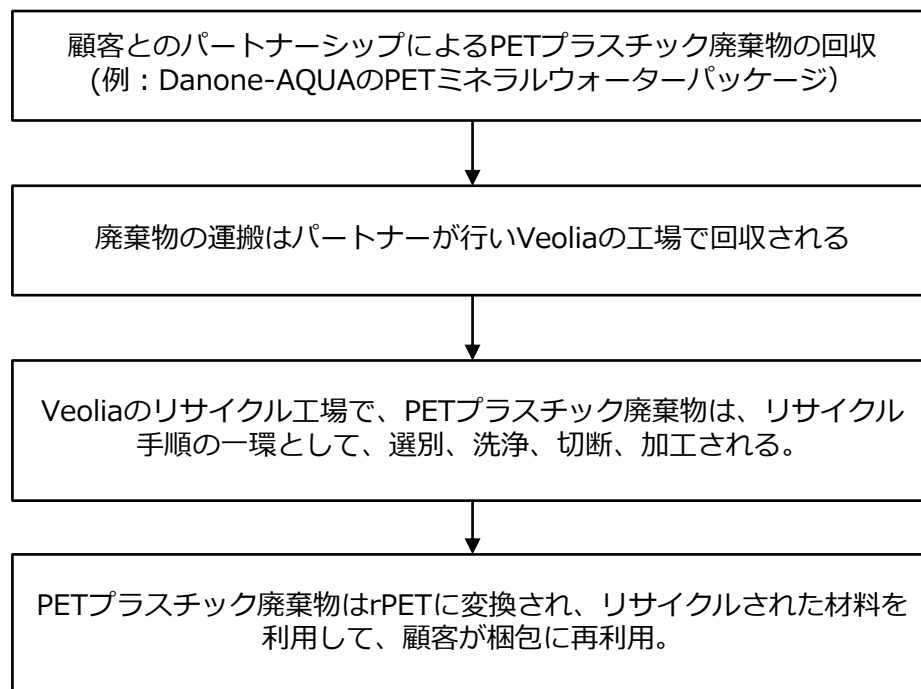 顧客とのパートナーシップによるPETプラスチック廃棄物の回収
(例：Danone-AQUAのPETミネラルウォーターパッケージ）
廃棄物の運搬はパートナーが行いVeoliaの工場で回収される
Veoliaのリサイクル工場で、PETプラスチック廃棄物は、リサイクル
手順の一環として、選別、洗浄、切断、加工される。
PETプラスチック廃棄物はrPETに変換され、リサイクルされた材料を
利用して、顧客が梱包に再利用。